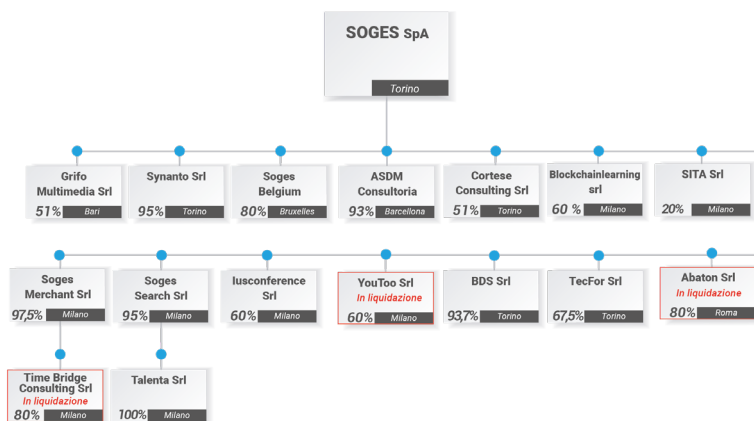 SOGES SpA
Torino
Grifo
Multimedia Srl
51% Bari
Synanto Srl
95% Torino
Soges
Belgium
80% Bruxelles
ASDM
Consultoria
93% Barcellona
Cortese
Consulting Srl
51% Torino
Blockchainlearning
srl
60 % Milano
SITA Srl
20% Milano
Soges
Merchant Srl
97,5% Milano
Soges
Search Srl
95% Milano
Iusconference
Srl
60% Milano
YouToo Srl
In liquidazione
60% Milano
BDS Srl
93,7% Torino
TecFor Srl
67,5% Torino
Abaton Srl
In liquidazione
80% Roma
Time Bridge
Consulting Srl
In liquidazione
80% Milano
Talenta Srl
100% Milano